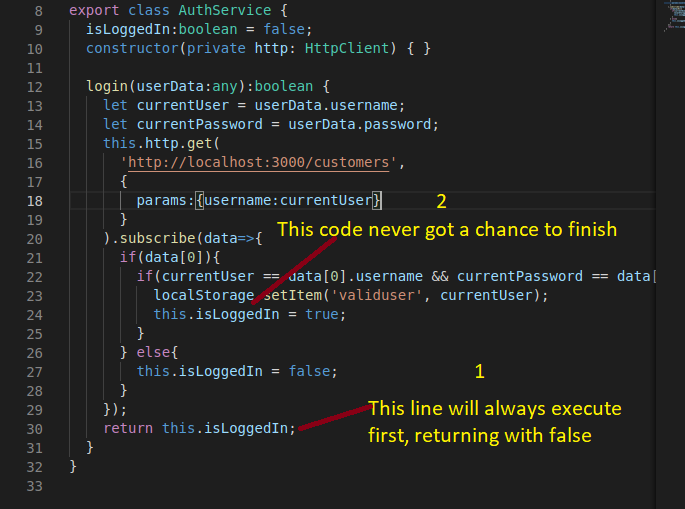 8 export class AuthService {
9 isLoggedIn:boolean = false;
10 constructor(private http: HttpClient) { }
11
12 login(userData:any):boolean {
13 let currentUser = userData.username;
14 let currentPassword = userData.password;
15 this.http.get(
16 'http://localhost:3000/customers',
17 {
18 params:{username:currentUser} 2
19 }
20 ).subscribe(data=>{
This code never got a chance to finish
21 if(data[0]){
22 if(currentUser == data[0].username && currentPassword == data[
23 localStorage.setItem('validuser', currentUser);
24 this.isLoggedIn = true;
25 }
26 } else{
27 this.isLoggedIn = false; 1
28 }
29 });
This line will always execute
30 return this.isLoggedIn;
first, returning with false
31 }
32 }
33